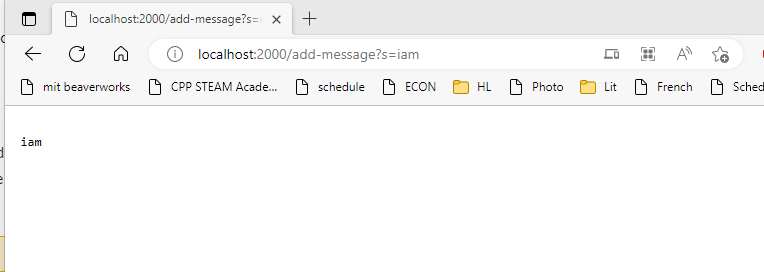 localhost:2000/add-message?s=i
localhost:2000/add-message?s=iam
mit beaverworks CPP STEAM Acade... schedule ECON HL Photo Lit French Sched
iam